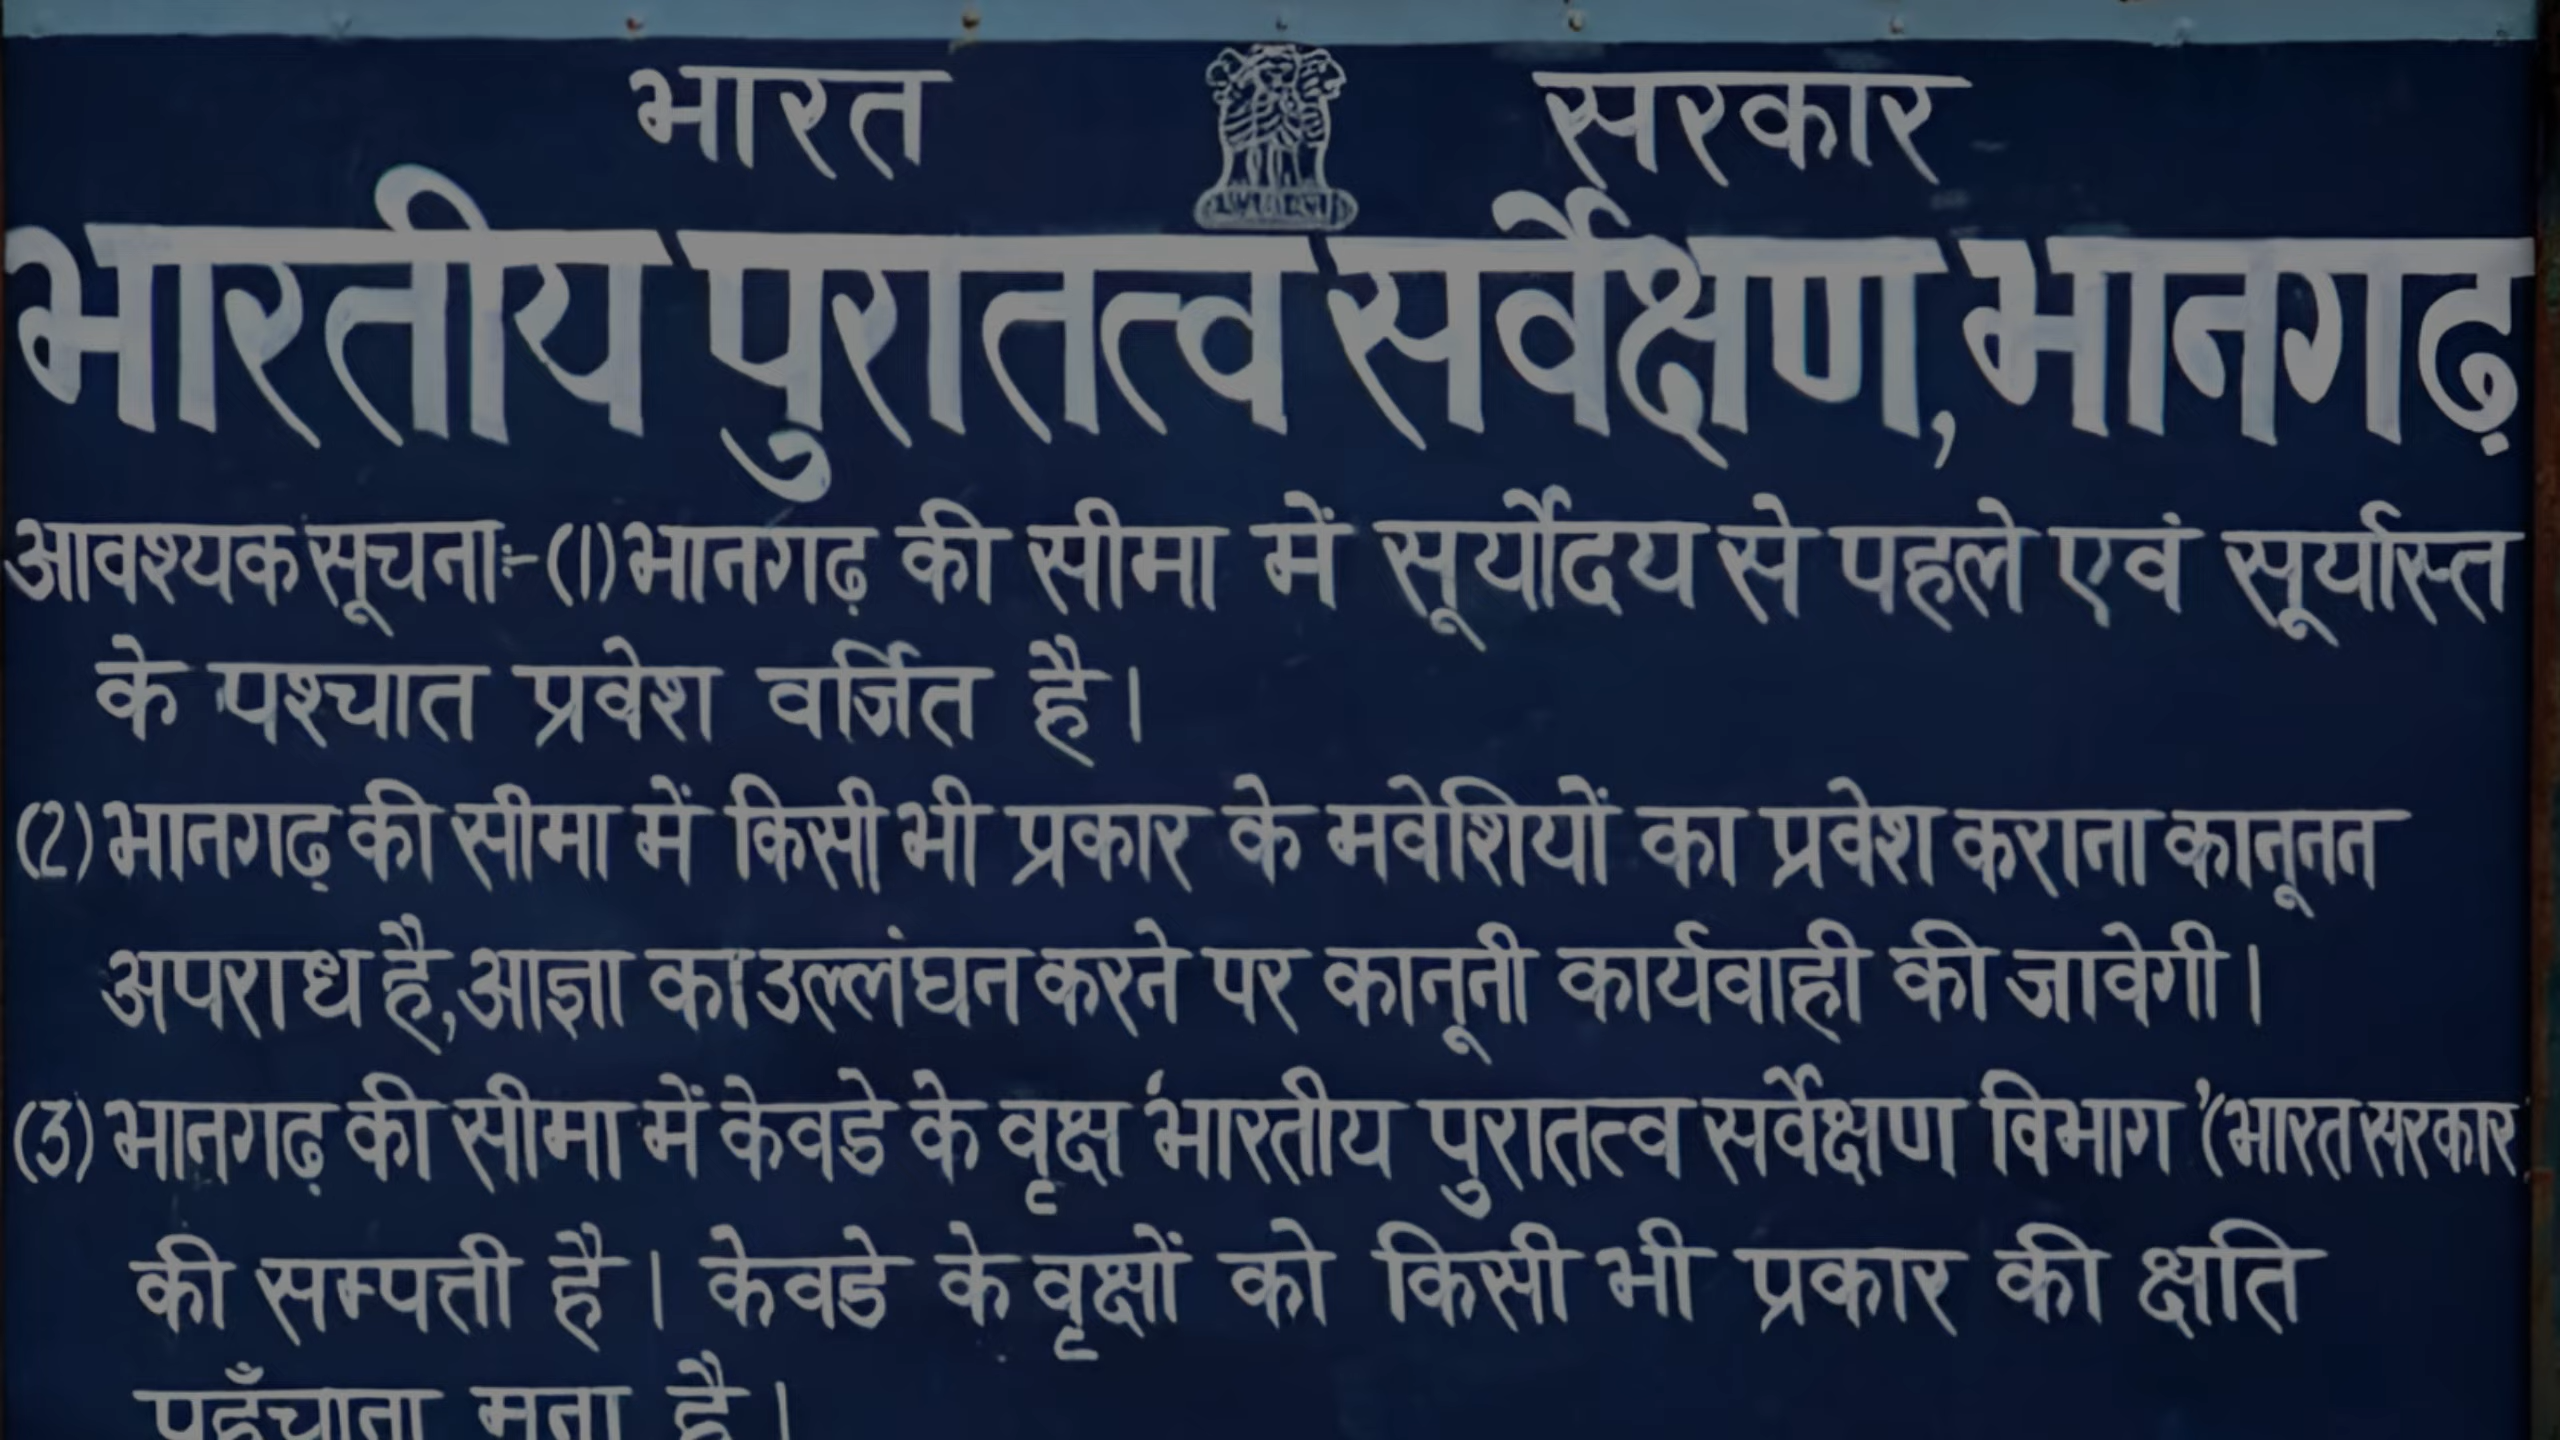 भारत सरकार
भारतीय पुरातत्व सर्वेक्षण, भानगढ़
आवश्यक सूचनाः-(1)भानगढ़ की सीमा में सूर्योदय से पहले एवं सूर्यास्त
के पश्चात प्रवेश वर्जित है।
(2) भानगढ़ की सीमा में किसी भी प्रकार के मवेशियों का प्रवेश कराना कानूनन
अपराध है, आज्ञा का उल्लंघन करने पर कानूनी कार्यवाही की जावेगी।
(3) भानगढ़ की सीमा में केवडे के वृक्ष 'भारतीय पुरातत्व सर्वेक्षण विभाग' (भारत सरकार)
की सम्पत्ती है। केवडे के वृक्षों को किसी भी प्रकार की क्षति
पहुँचाना मना है।